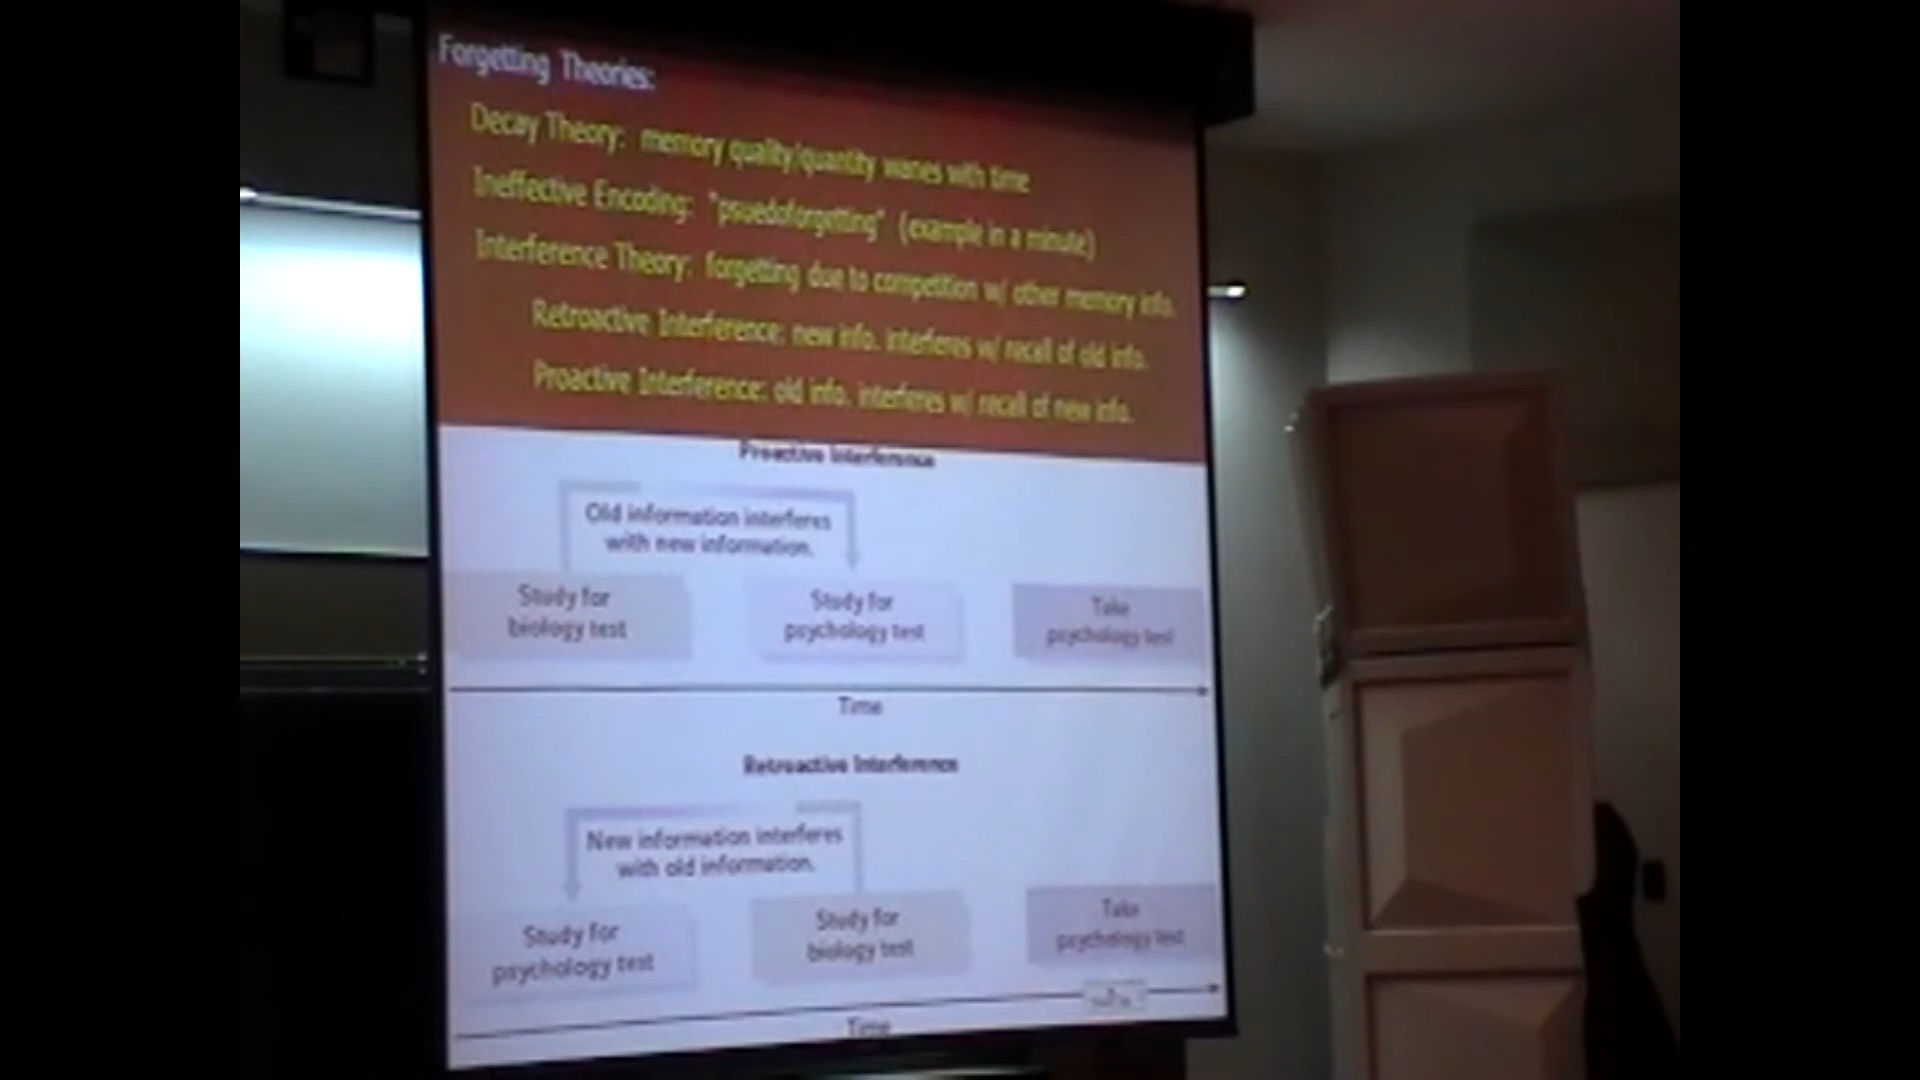 Forgetting Theories:
Decay Theory: memory quality/quantity wanes with time
Ineffective Encoding: "psuedoforgetting" (example in a minute)
Interference Theory: forgetting due to competition w/ other memory info.
Retroactive Interference: new info. interferes w/ recall of old info.
Proactive Interference: old info. interferes w/ recall of new info.
Proactive Interference
Old information interferes
with new information.
Study for
biology test
Study for
psychology test
Take
psychology test
Time
Retroactive Interference
New information interferes
with old information.
Study for
psychology test
Study for
biology test
Take
psychology test
Time